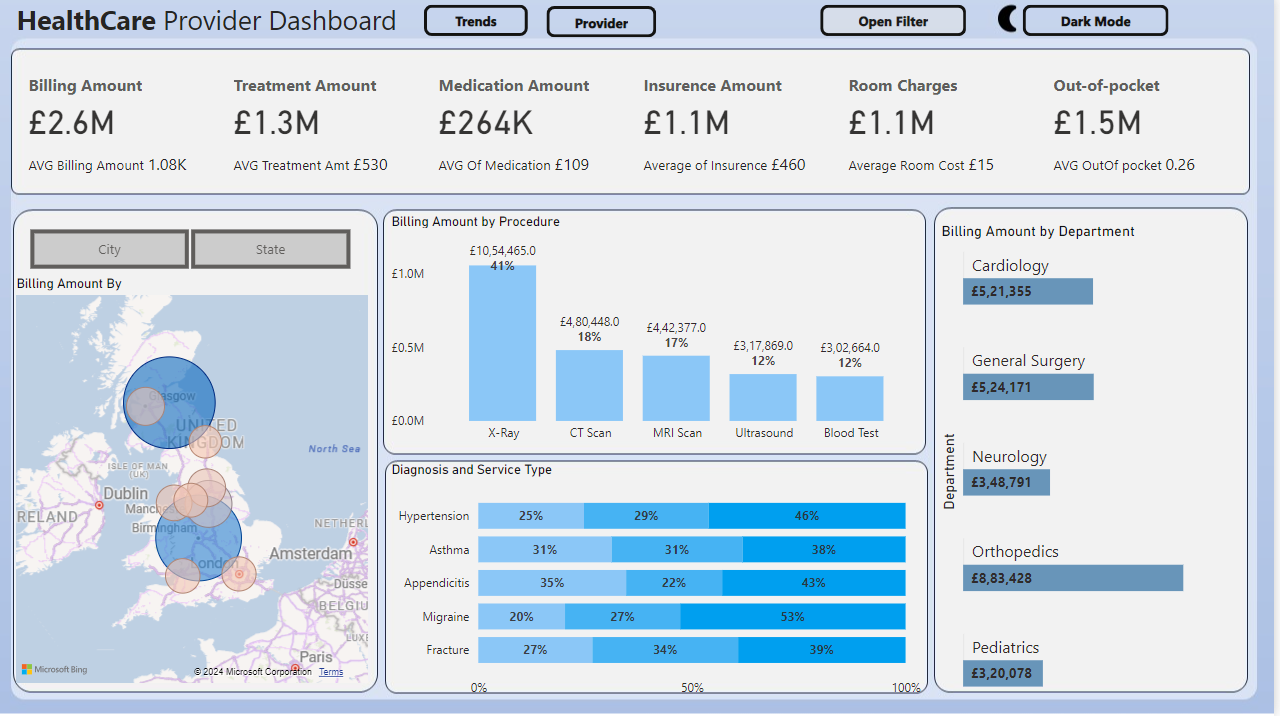 HealthCare Provider Dashboard
Trends
Provider
Open Filter
Dark Mode
Billing Amount
£2.6M
AVG Billing Amount 1.08K
Treatment Amount
£1.3M
AVG Treatment Amt £530
Medication Amount
£264K
AVG Of Medication £109
Insurence Amount
£1.1M
Average of Insurence £460
Room Charges
£1.1M
Average Room Cost £15
Out-of-pocket
£1.5M
AVG OutOf pocket 0.26
City
State
Billing Amount By
Glasgow
UNITED
KINGDOM
North Sea
ISLE OF MAN
(UK)
Dublin
RELAND
Manche
Birmingham
NETHERL
Amsterdam
London
Düsse
BELGIU
LUXE
Paris
Microsoft Bing
© 2024 Microsoft Corporation Terms
Billing Amount by Procedure
£1.0M
£0.5M
£0.0M
£10,54,465.0
41%
£4,80,448.0
18%
£4,42,377.0
17%
£3,17,869.0
12%
£3,02,664.0
12%
X-Ray
CT Scan
MRI Scan
Ultrasound
Blood Test
Diagnosis and Service Type
Hypertension 25% 29% 46%
Asthma 31% 31% 38%
Appendicitis 35% 22% 43%
Migraine 20% 27% 53%
Fracture 27% 34% 39%
0% 50% 100%
Billing Amount by Department
Department
Cardiology
£5,21,355
General Surgery
£5,24,171
Neurology
£3,48,791
Orthopedics
£8,83,428
Pediatrics
£3,20,078